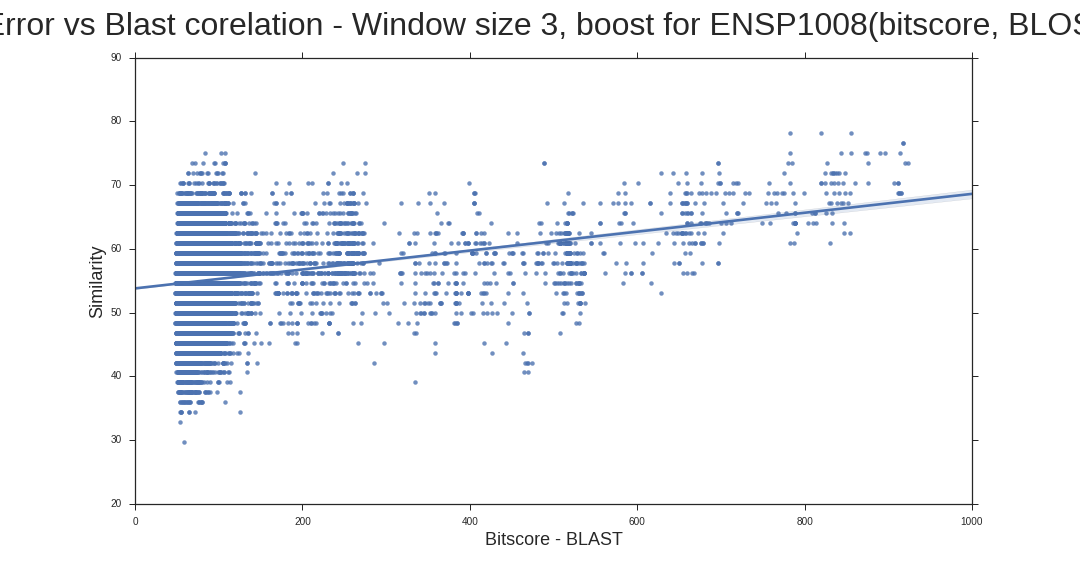 Error vs Blast corelation - Window size 3, boost for ENSP1008(bitscore, BLOS
90
80
70
60
50
40
30
20
Similarity
0 200 400 600 800 1000
Bitscore - BLAST